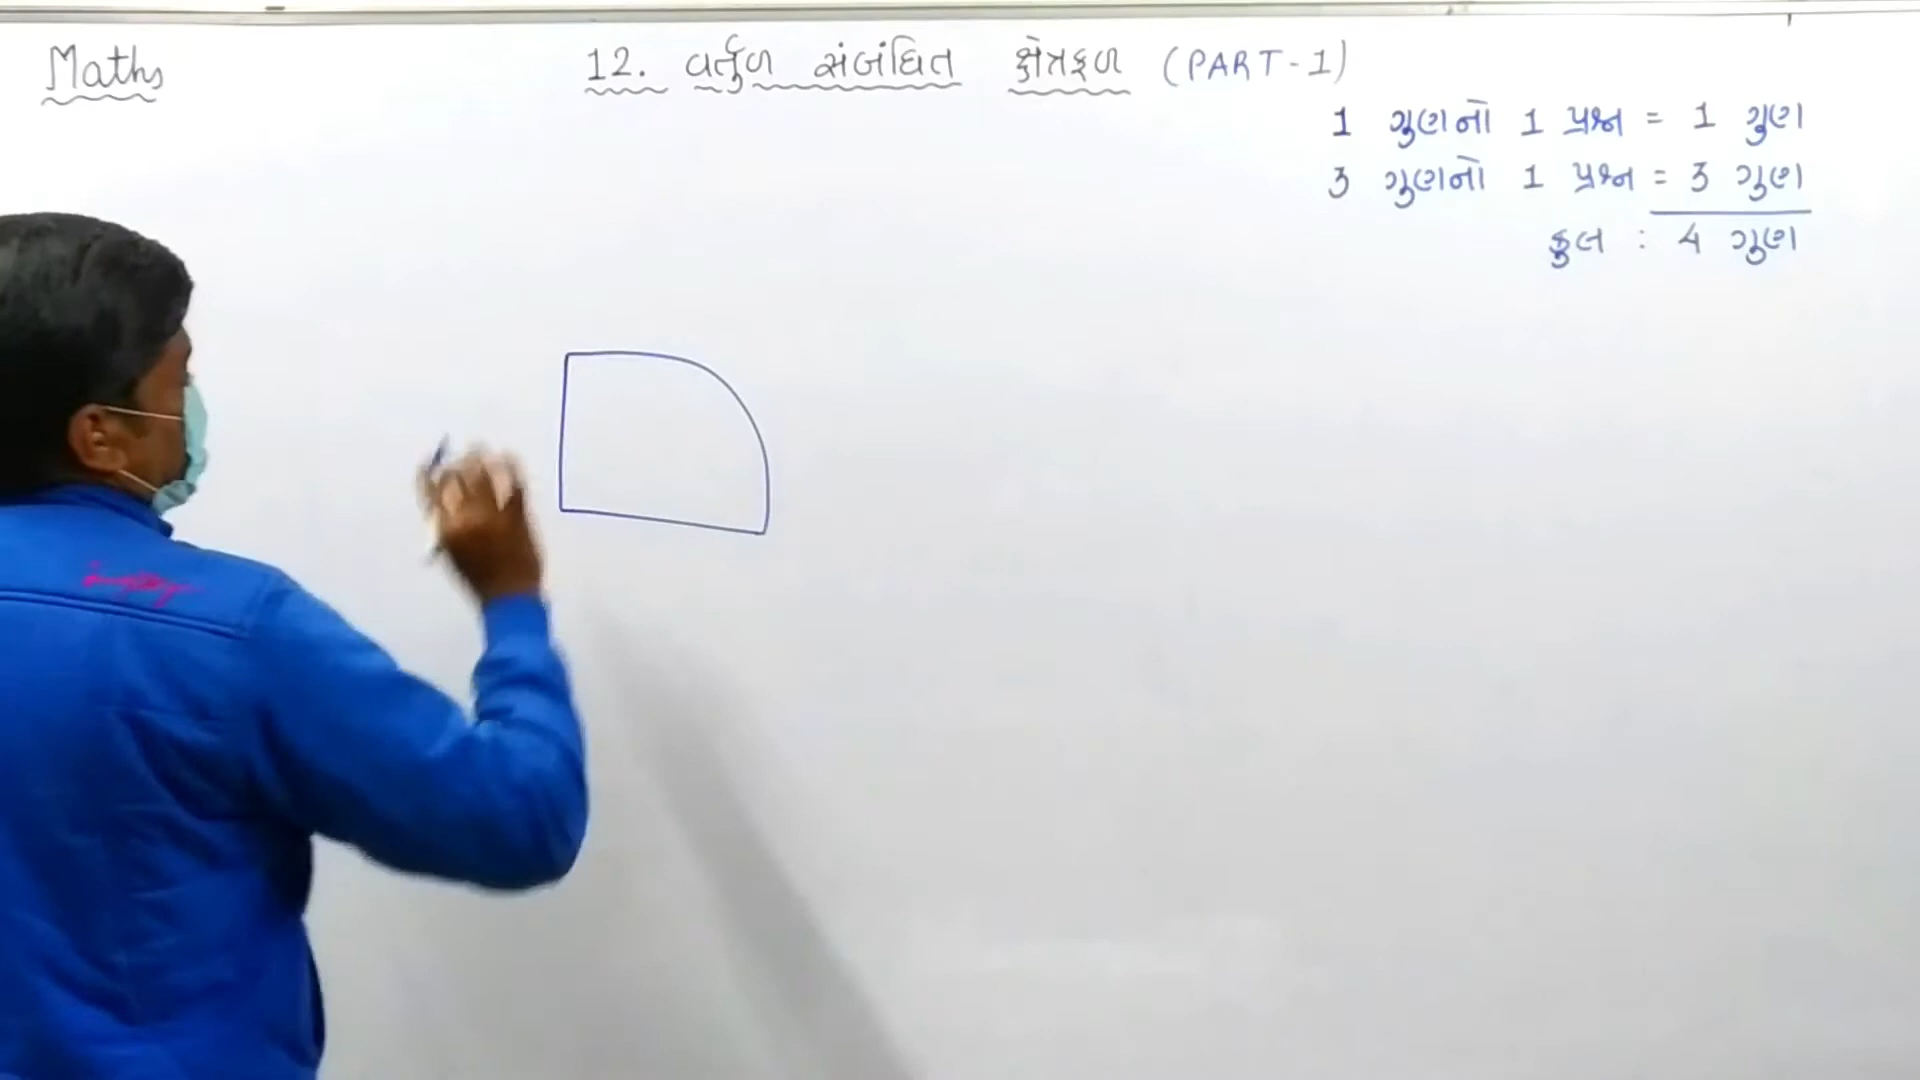 Maths
12. વર્તુળ સંબંધિત ક્ષેત્રફળ (PART-1)
1 ગુણનો 1 પ્રશ્ન = 1 ગુણ
3 ગુણનો 1 પ્રશ્ન = 3 ગુણ
કુલ : 4 ગુણ